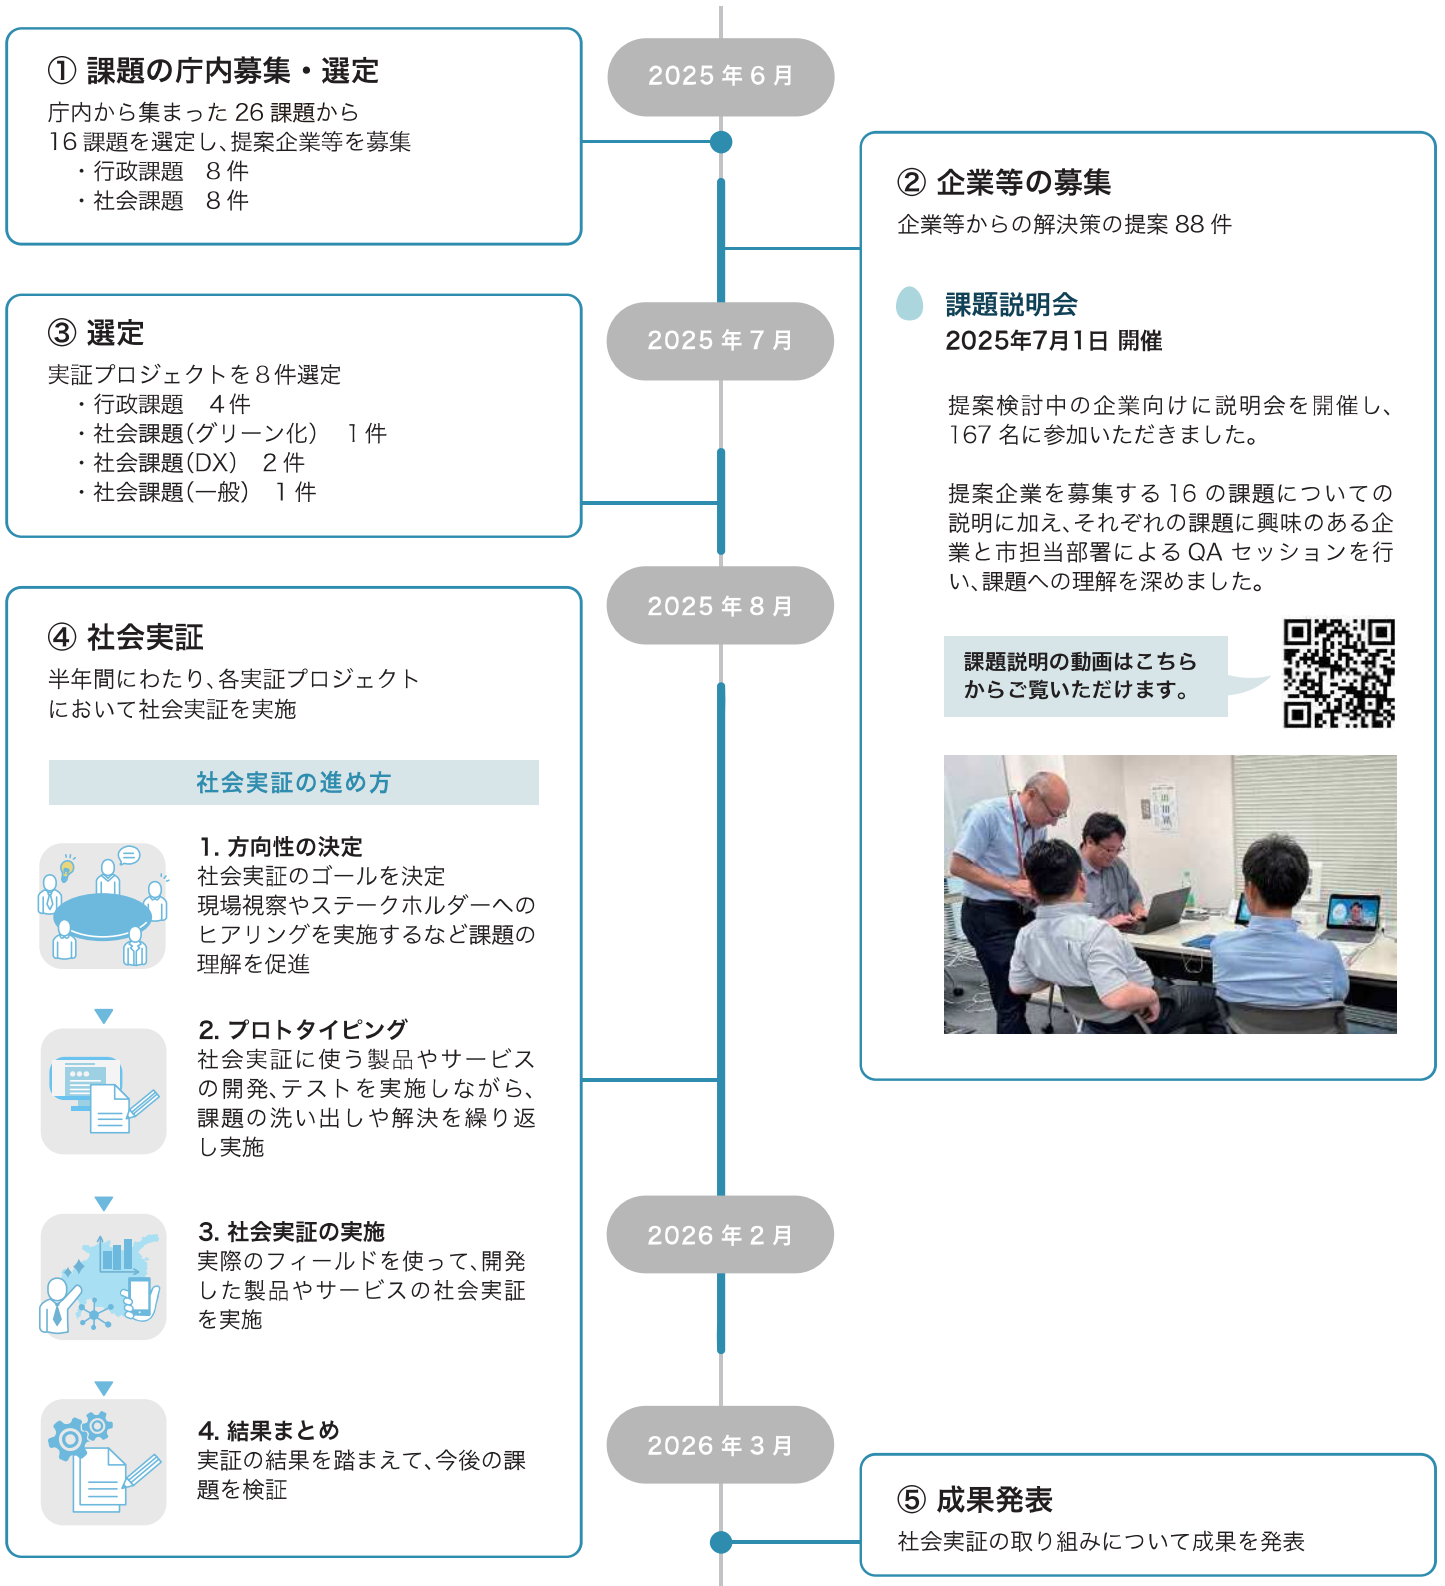 ① 課題の庁内募集・選定
庁内から集まった 26 課題から
16 課題を選定し、提案企業等を募集
・行政課題　8 件
・社会課題　8 件
2025 年 6 月
② 企業等の募集
企業等からの解決策の提案 88 件
課題説明会
2025年7月1日 開催
提案検討中の企業向けに説明会を開催し、
167 名に参加いただきました。
提案企業を募集する 16 の課題についての
説明に加え、それぞれの課題に興味のある企
業と市担当部署による QA セッションを行
い、課題への理解を深めました。
課題説明の動画はこちら
からご覧いただけます。
2025 年 7 月
③ 選定
実証プロジェクトを８件選定
・行政課題　4 件
・社会課題（グリーン化）　1 件
・社会課題（DX）　2 件
・社会課題（一般）　1 件
2025 年 8 月
④ 社会実証
半年間にわたり、各実証プロジェクト
において社会実証を実施
社会実証の進め方
1. 方向性の決定
社会実証のゴールを決定
現場視察やステークホルダーへの
ヒアリングを実施するなど課題の
理解を促進
2. プロトタイピング
社会実証に使う製品やサービス
の開発、テストを実施しながら、
課題の洗い出しや解決を繰り返
し実施
3. 社会実証の実施
実際のフィールドを使って、開発
した製品やサービスの社会実証
を実施
4. 結果まとめ
実証の結果を踏まえて、今後の課
題を検証
2026 年 2 月
2026 年 3 月
⑤ 成果発表
社会実証の取り組みについて成果を発表